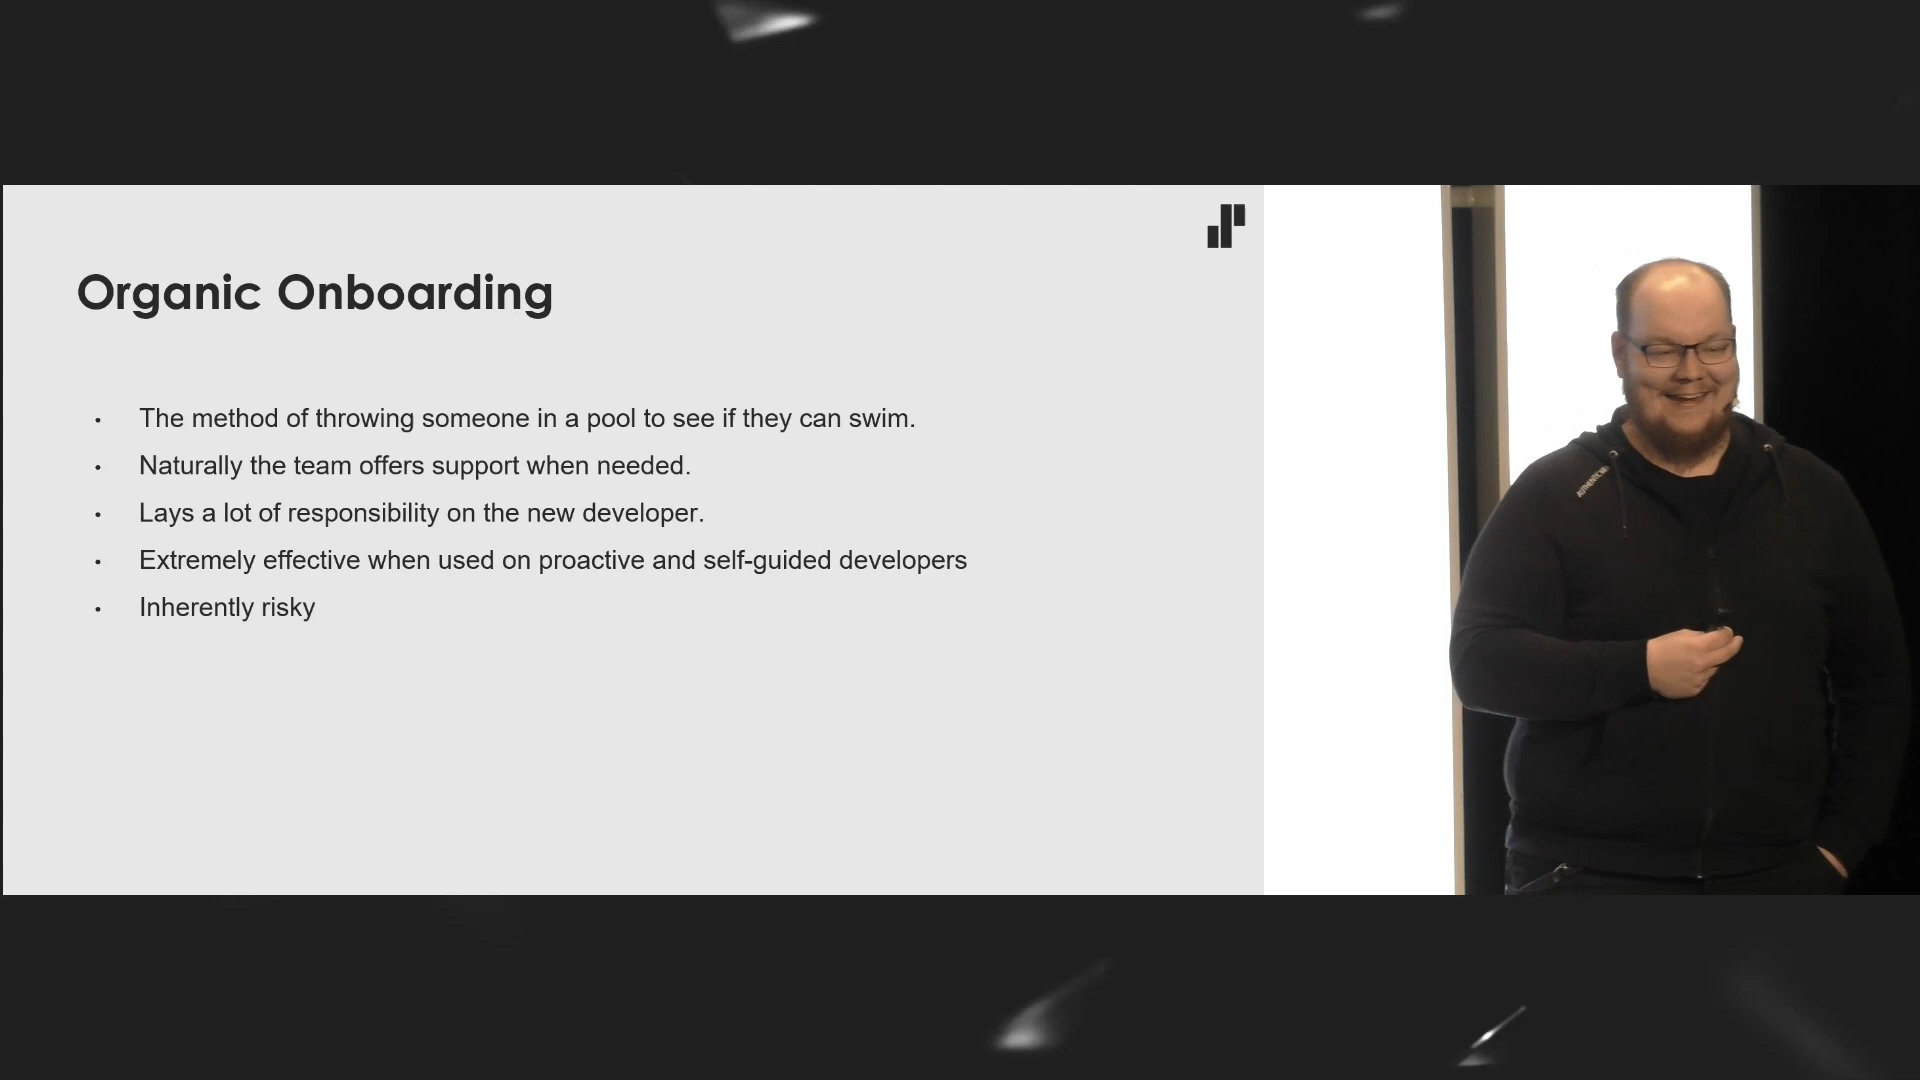 Organic Onboarding
The method of throwing someone in a pool to see if they can swim.
Naturally the team offers support when needed.
Lays a lot of responsibility on the new developer.
Extremely effective when used on proactive and self-guided developers
Inherently risky